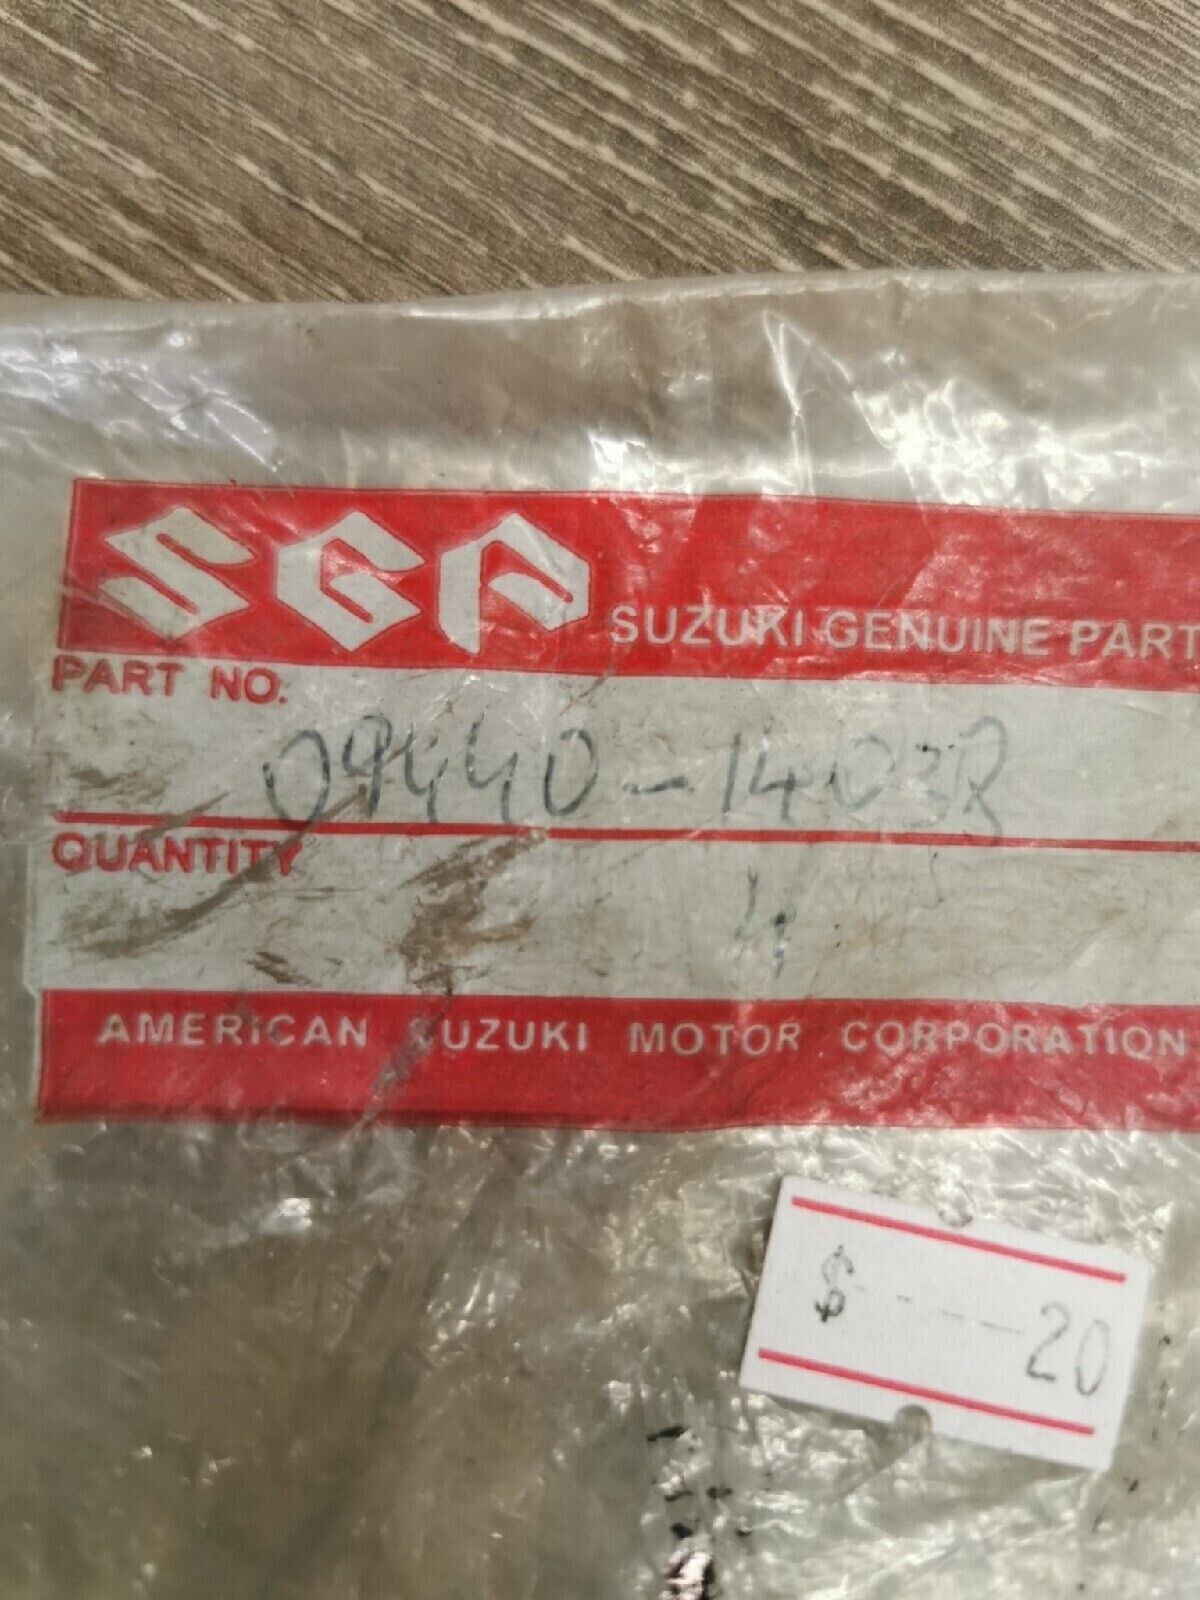 SGP SUZUKI GENUINE PART
PART NO.
09440-14038
QUANTITY
4
AMERICAN SUZUKI MOTOR CORPORATION
$-----20